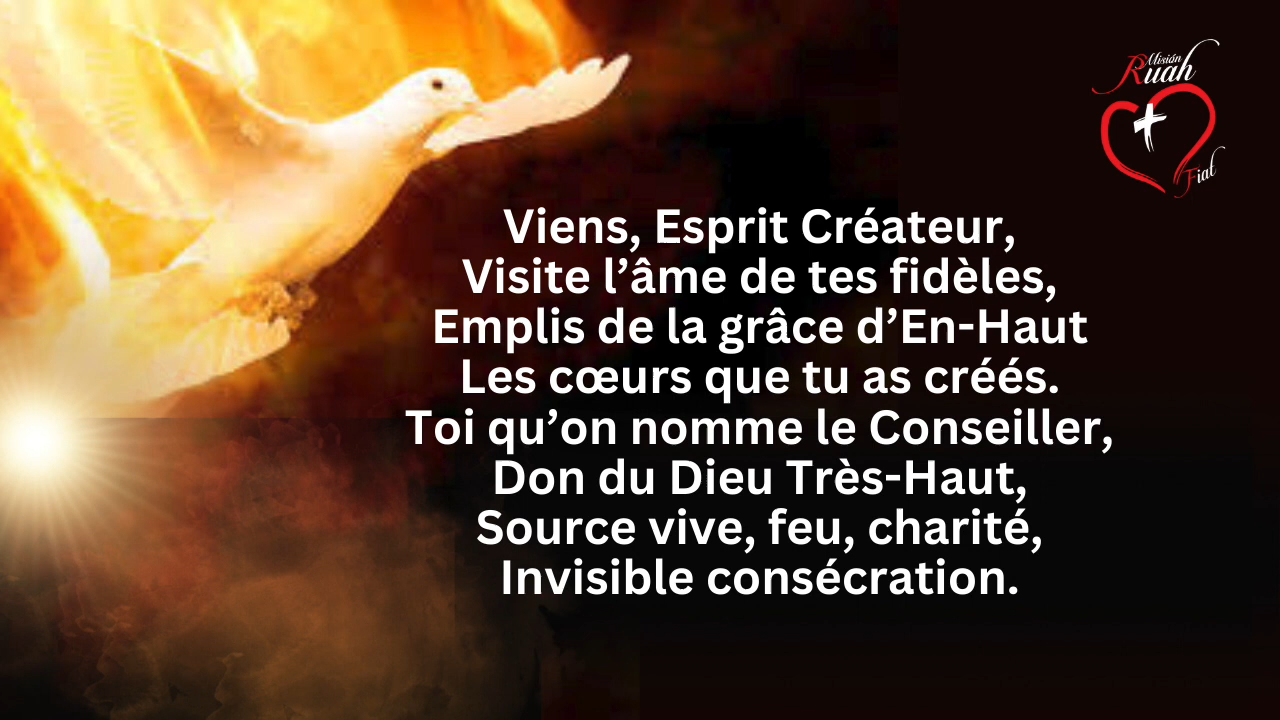 Misión
Ruah
Fiat
Viens, Esprit Créateur,
Visite l’âme de tes fidèles,
Emplis de la grâce d’En-Haut
Les cœurs que tu as créés.
Toi qu’on nomme le Conseiller,
Don du Dieu Très-Haut,
Source vive, feu, charité,
Invisible consécration.